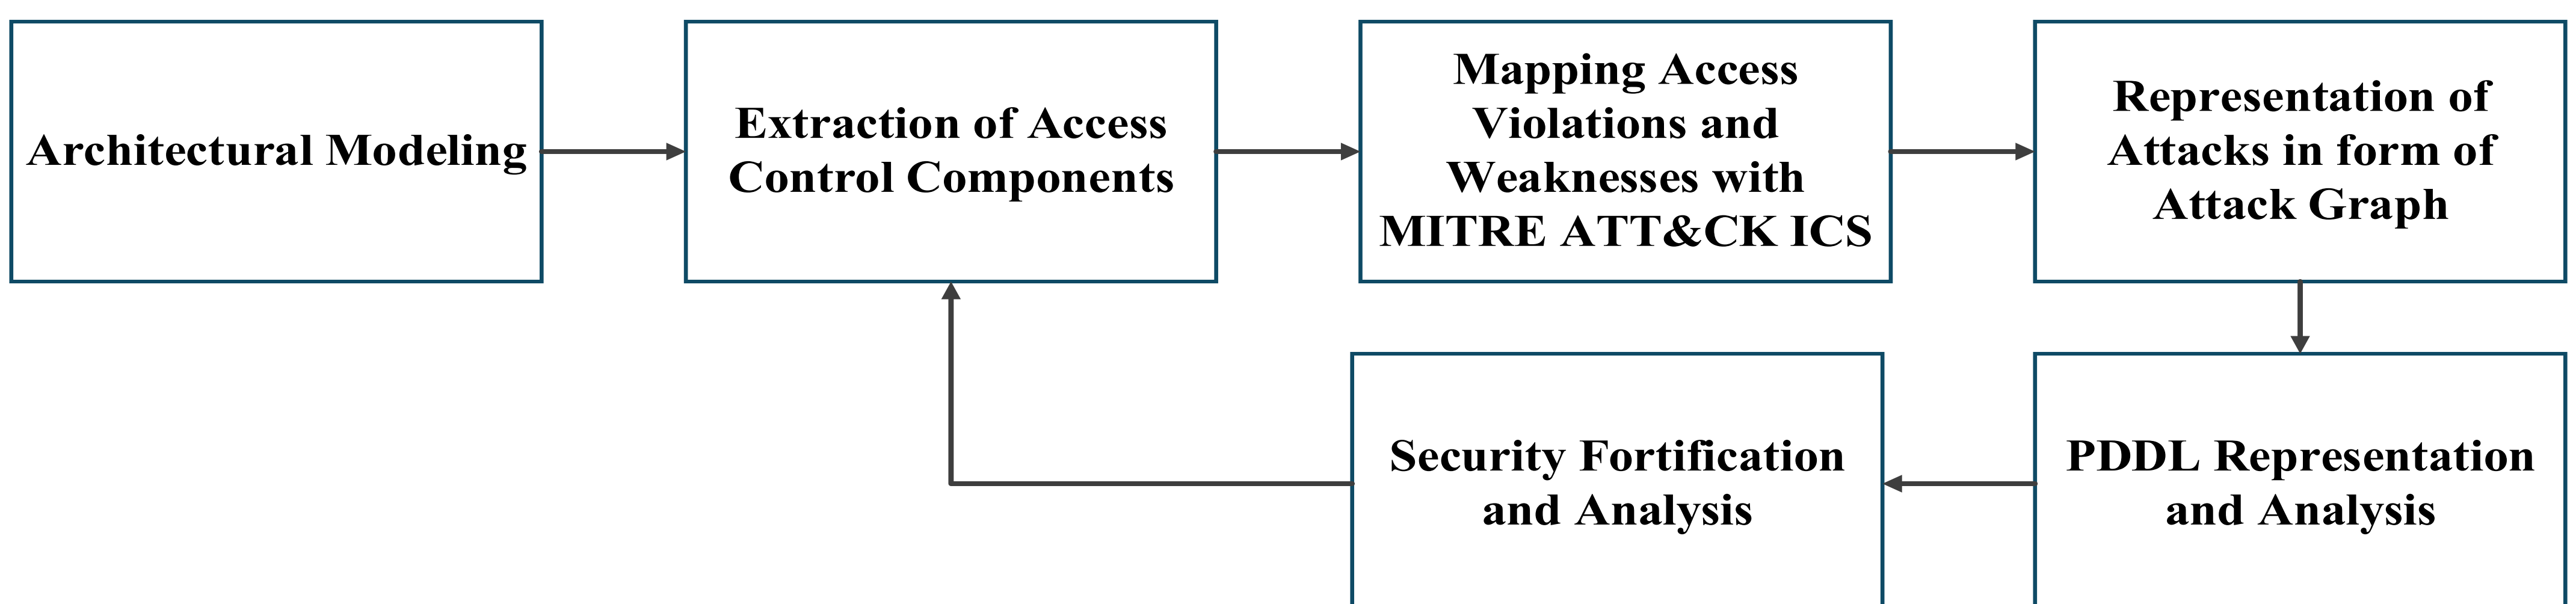 Architectural Modeling
Extraction of Access
Control Components
Mapping Access
Violations and
Weaknesses with
MITRE ATT&CK ICS
Representation of
Attacks in form of
Attack Graph
Security Fortification
and Analysis
PDDL Representation
and Analysis